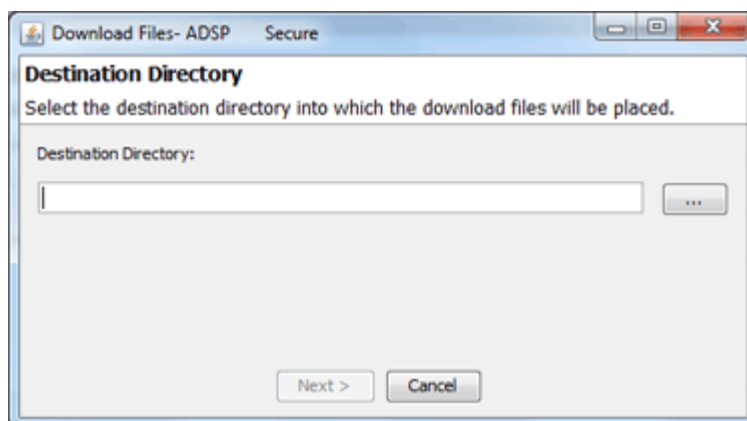 Download Files- ADSP Secure
Destination Directory
Select the destination directory into which the download files will be placed.
Destination Directory:
...
Next > Cancel